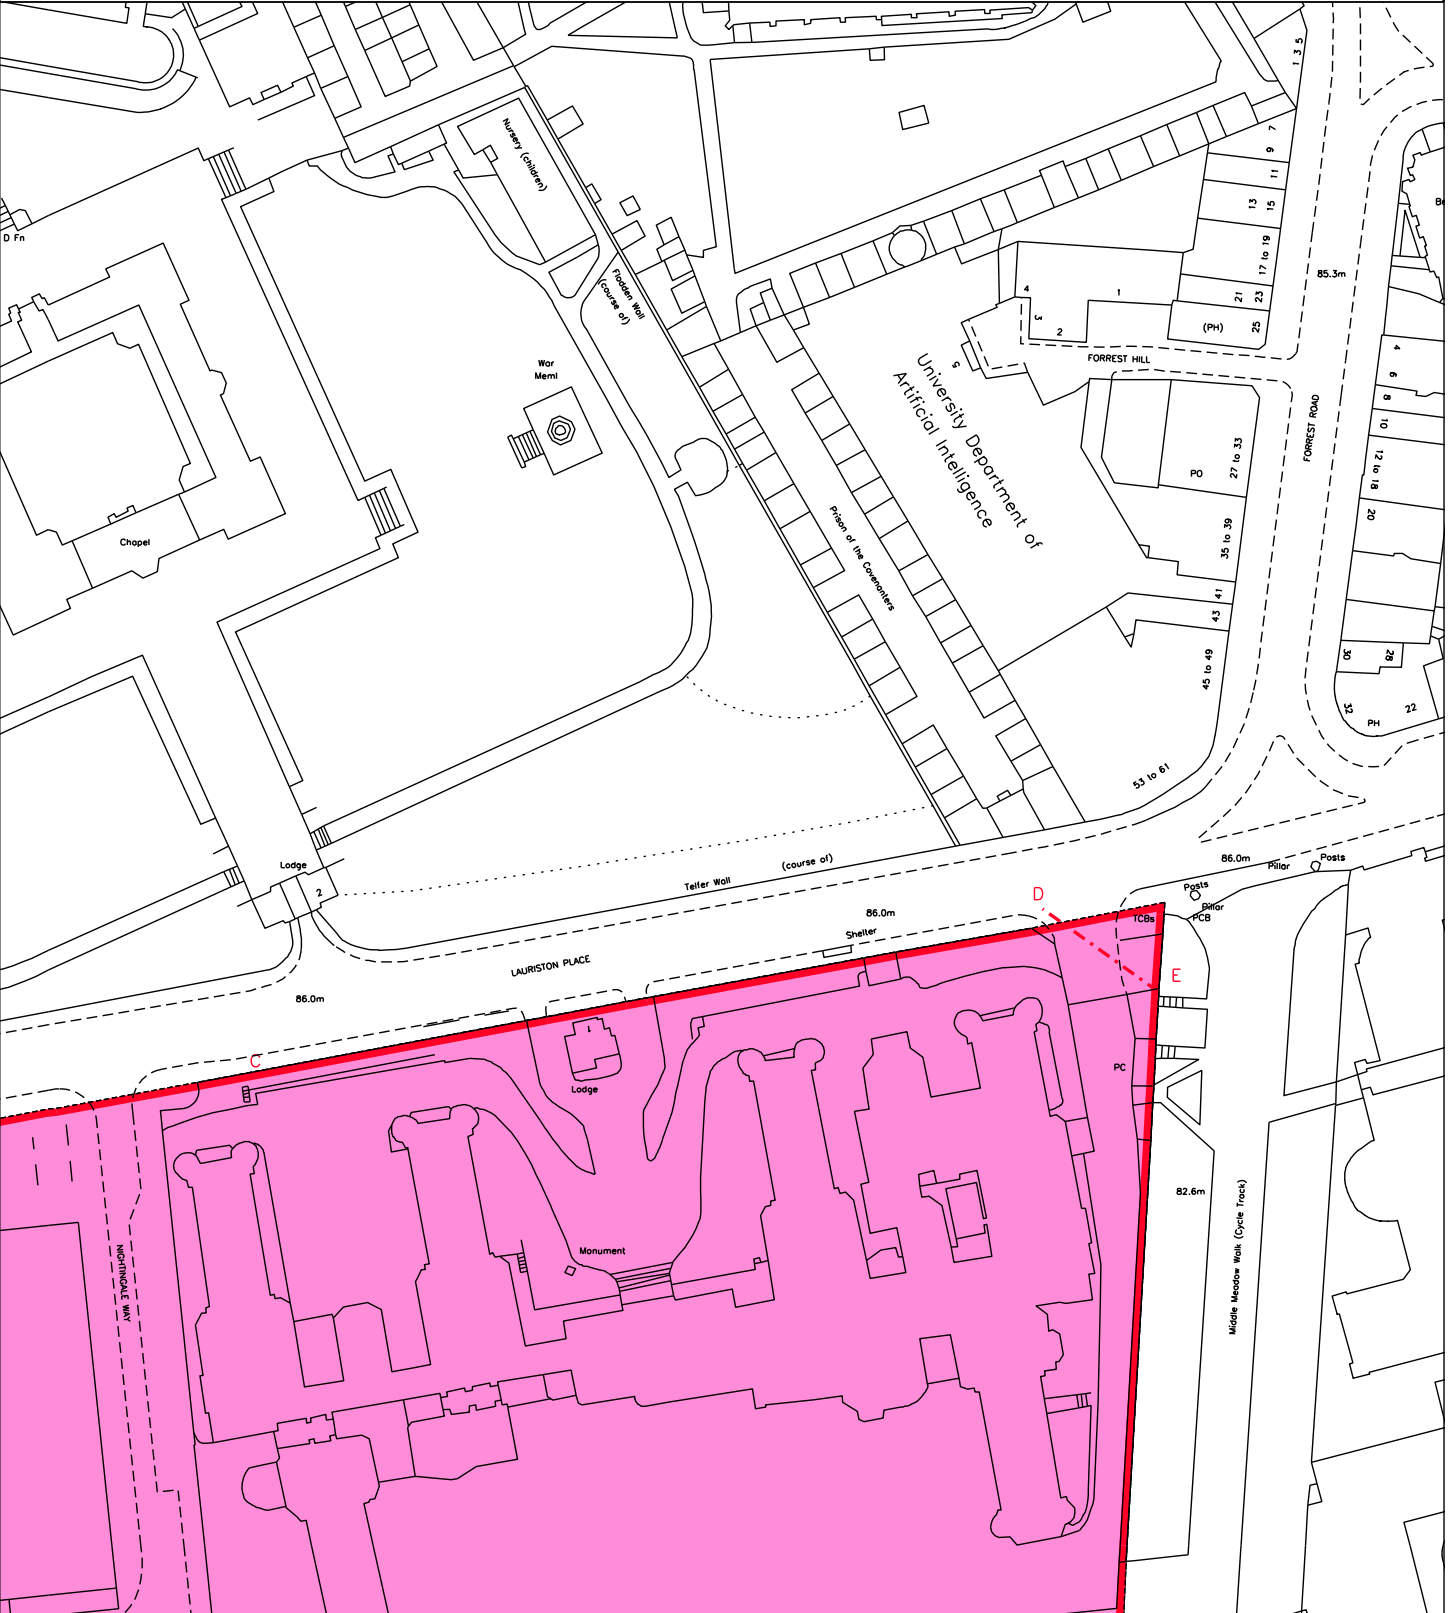 1 3 5
7
9
11
13
15
17 to 19
21
23
25
(PH)
Nursery (children)
D Fn
85.3m
Flodden Wall
(course of)
4
1
3
2
5
FORREST HILL
War
Meml
University Department of
Artificial Intelligence
FORREST ROAD
4
6
8
10
12 to 18
20
27 to 33
PO
35 to 39
41
43
45 to 49
Chapel
Prison of the Covenanters
30
28
32
22
PH
53 to 61
Lodge
2
(course of)
Telfer Wall
86.0m
Pillar
Posts
Posts
Pillar
PCB
TCBs
D
86.0m
Shelter
LAURISTON PLACE
E
86.0m
C
1
Lodge
PC
82.6m
Middle Meadow Walk (Cycle Track)
NIGHTINGALE WAY
Monument